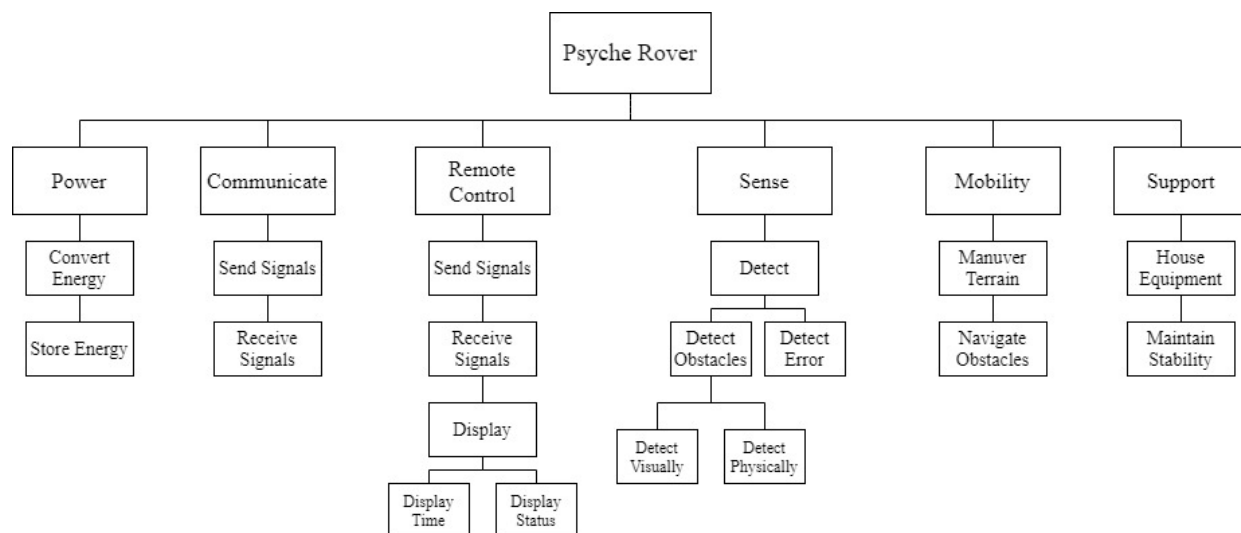 Psyche Rover
Power
Communicate
Remote
Control
Sense
Mobility
Support
Convert
Energy
Send Signals
Send Signals
Detect
Manuver
Terrain
House
Equipment
Store Energy
Receive
Signals
Receive
Signals
Detect
Obstacles
Detect
Error
Navigate
Obstacles
Maintain
Stability
Display
Detect
Visually
Detect
Physically
Display
Time
Display
Status